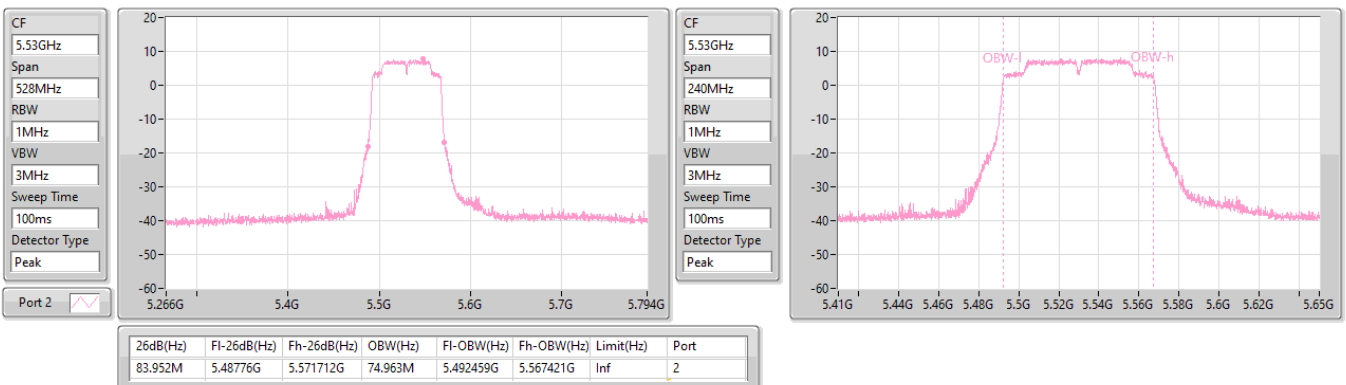 CF
5.53GHz
Span
528MHz
RBW
1MHz
VBW
3MHz
Sweep Time
100ms
Detector Type
Peak
Port 2
20
10
0
-10
-20
-30
-40
-50
-60
5.266G 5.4G 5.5G 5.6G 5.7G 5.794G
CF
5.53GHz
Span
240MHz
RBW
1MHz
VBW
3MHz
Sweep Time
100ms
Detector Type
Peak
20
10
0
-10
-20
-30
-40
-50
-60
OBW-l OBW-h
5.41G 5.44G 5.46G 5.48G 5.5G 5.52G 5.54G 5.56G 5.58G 5.6G 5.62G 5.65G
26dB(Hz) Fl-26dB(Hz) Fh-26dB(Hz) OBW(Hz) Fl-OBW(Hz) Fh-OBW(Hz) Limit(Hz) Port
83.952M 5.48776G 5.571712G 74.963M 5.492459G 5.567421G Inf 2